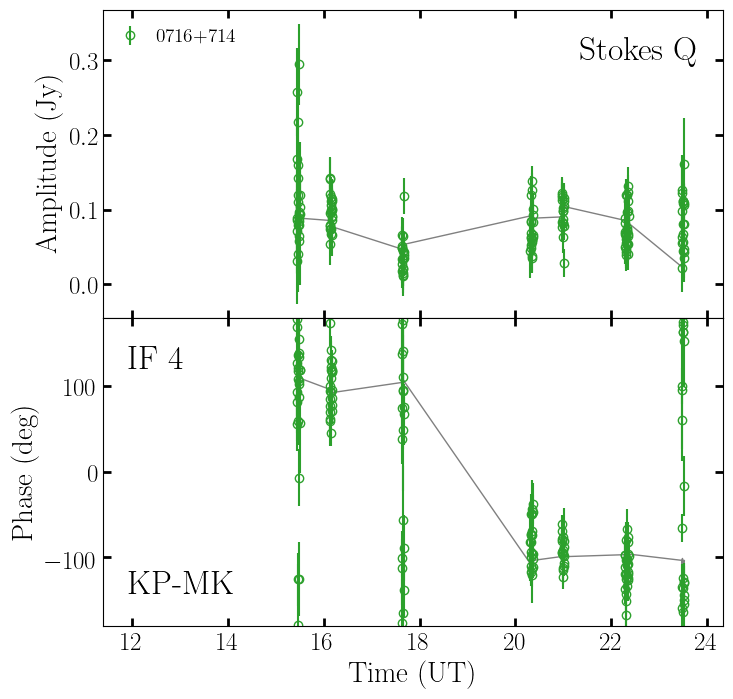 0716+714
Stokes Q
Amplitude (Jy)
0.3
0.2
0.1
0.0
IF 4
KP-MK
Phase (deg)
100
0
−100
12 14 16 18 20 22 24
Time (UT)